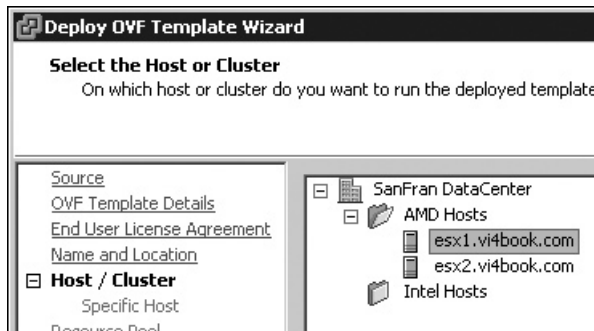 Deploy OVF Template Wizard
Select the Host or Cluster
On which host or cluster do you want to run the deployed template
Source
OVF Template Details
End User License Agreement
Name and Location
Host / Cluster
Specific Host
Resource Pool
SanFran DataCenter
AMD Hosts
esx1.vi4book.com
esx2.vi4book.com
Intel Hosts